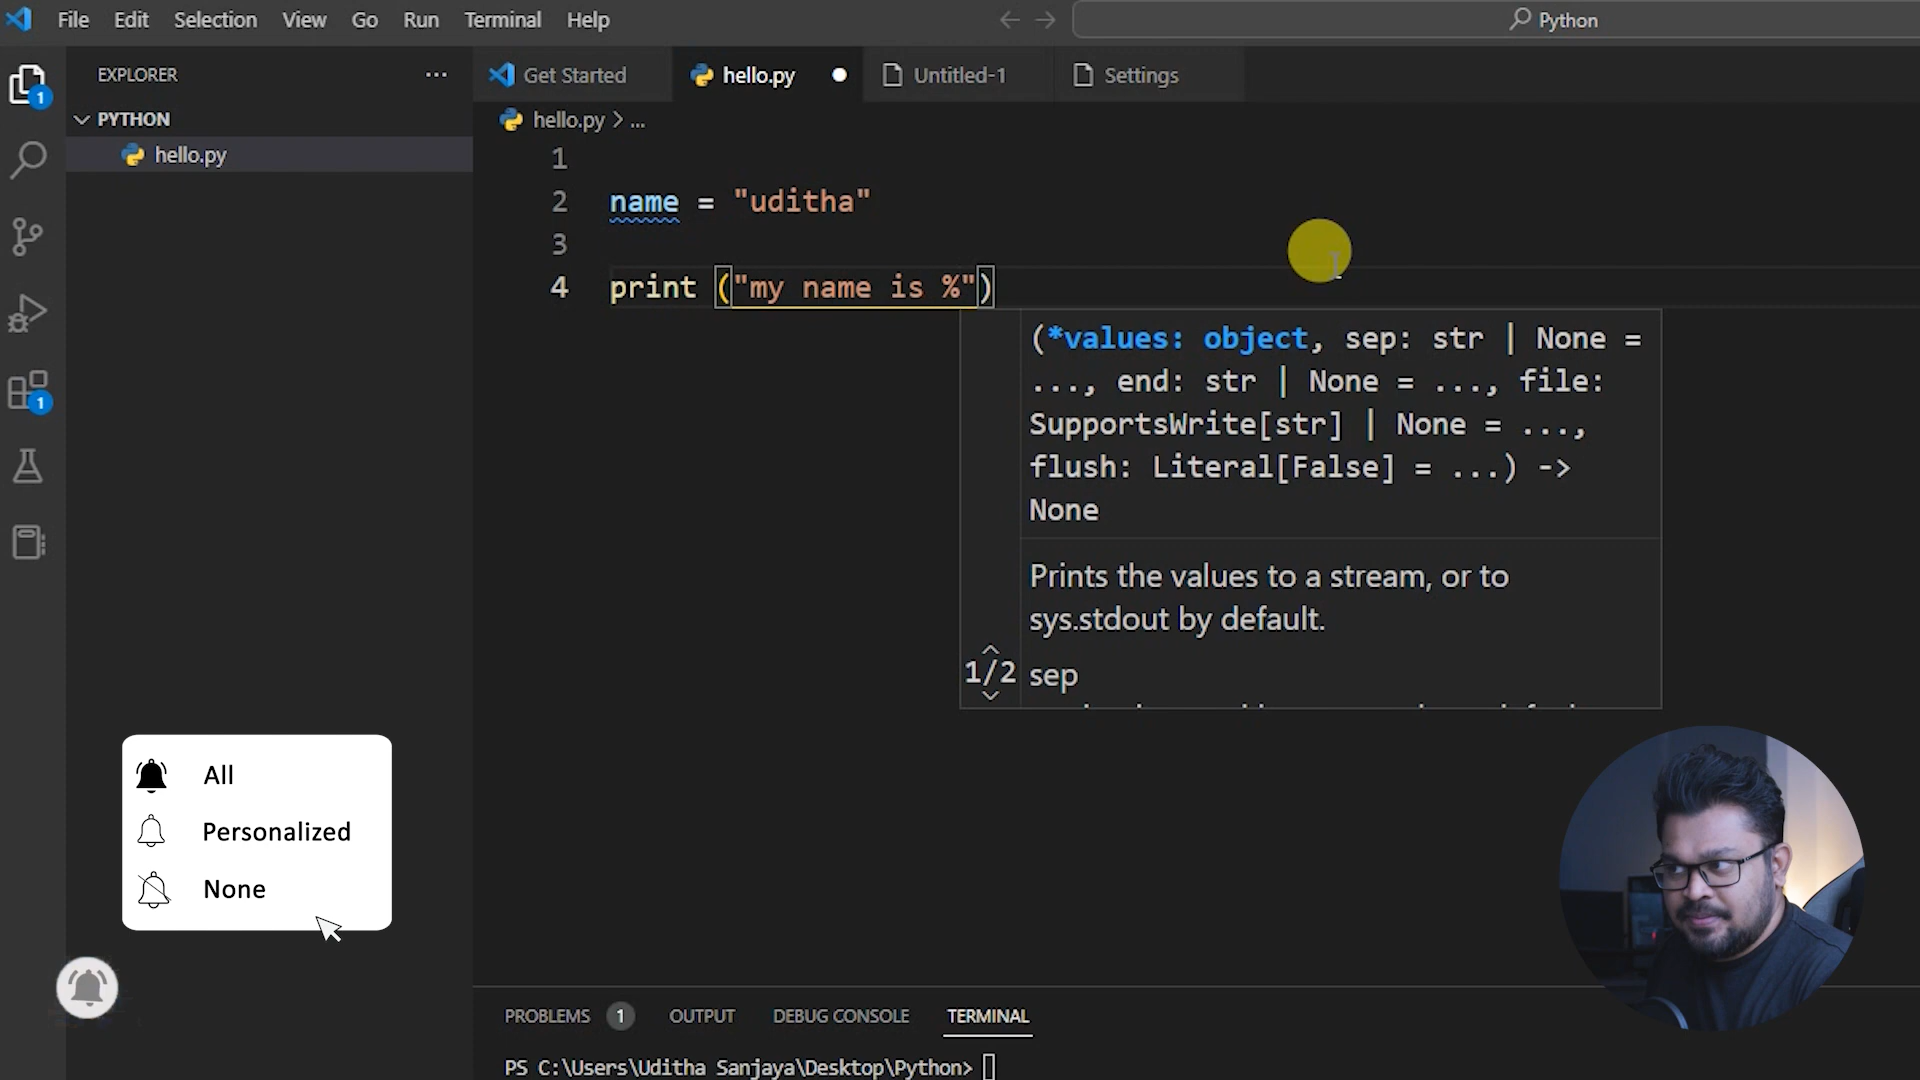 File Edit Selection View Go Run Terminal Help
Python
EXPLORER ...
Get Started
hello.py
Untitled-1
Settings
PYTHON
hello.py
hello.py > ...
1
2 name = "uditha"
3
4 print ("my name is %")
(*values: object, sep: str | None =
..., end: str | None = ..., file:
SupportsWrite[str] | None = ...,
flush: Literal[False] = ...) ->
None
Prints the values to a stream, or to
sys.stdout by default.
1/2 sep
1
1
All
Personalized
None
PROBLEMS 1 OUTPUT DEBUG CONSOLE TERMINAL
PS C:\Users\Uditha Sanjaya\Desktop\Python>